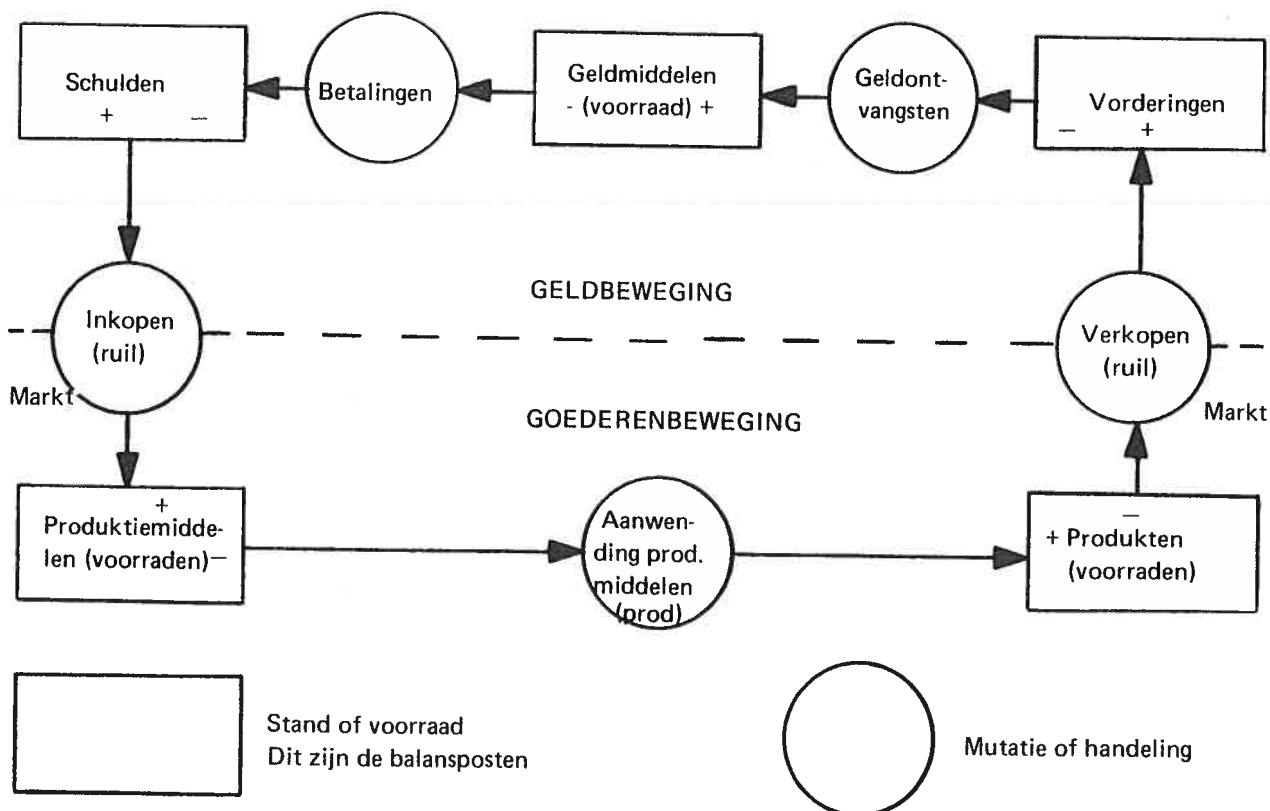 Schulden
+ —
Betalingen
Geldmiddelen
- (voorraad) +
Geldont-
vangsten
Vorderingen
— +
GELDBEWEGING
Inkopen
(ruil)
Verkopen
(ruil)
Markt
GOEDERENBEWEGING
Markt
+
Produktiemidde-
len (voorraden) —
Aanwen-
ding prod.
middelen
(prod)
—
+ Produkten
(voorraden)
Stand of voorraad
Dit zijn de balansposten
Mutatie of handeling